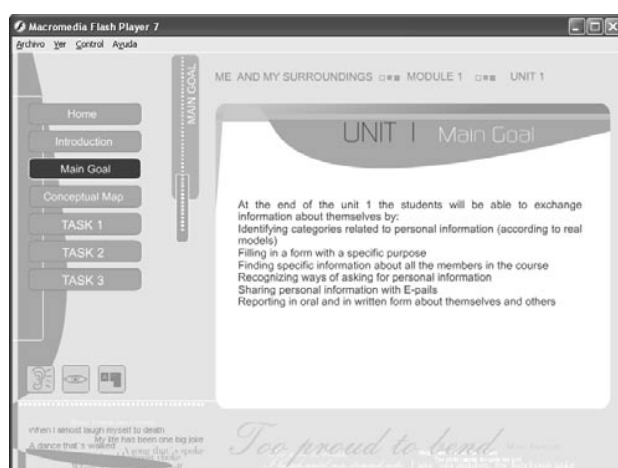 Macromedia Flash Player 7
Archivo Ver Control Ayuda
MAIN GOAL
ME AND MY SURROUNDINGS MODULE 1 UNIT 1
Home
Introduction
Main Goal
Conceptual Map
TASK 1
TASK 2
TASK 3
UNIT 1 Main Goal
At the end of the unit 1 the students will be able to exchange
information about themselves by:
Identifying categories related to personal information (according to real
models)
Filling in a form with a specific purpose
Finding specific information about all the members in the course
Recognizing ways of asking for personal information
Sharing personal information with E-pails
Reporting in oral and in written form about themselves and others
When I almost laugh myself to death
My life has been one big joke
A dance that´s walked
A song that´s spoke
Too proud to bend